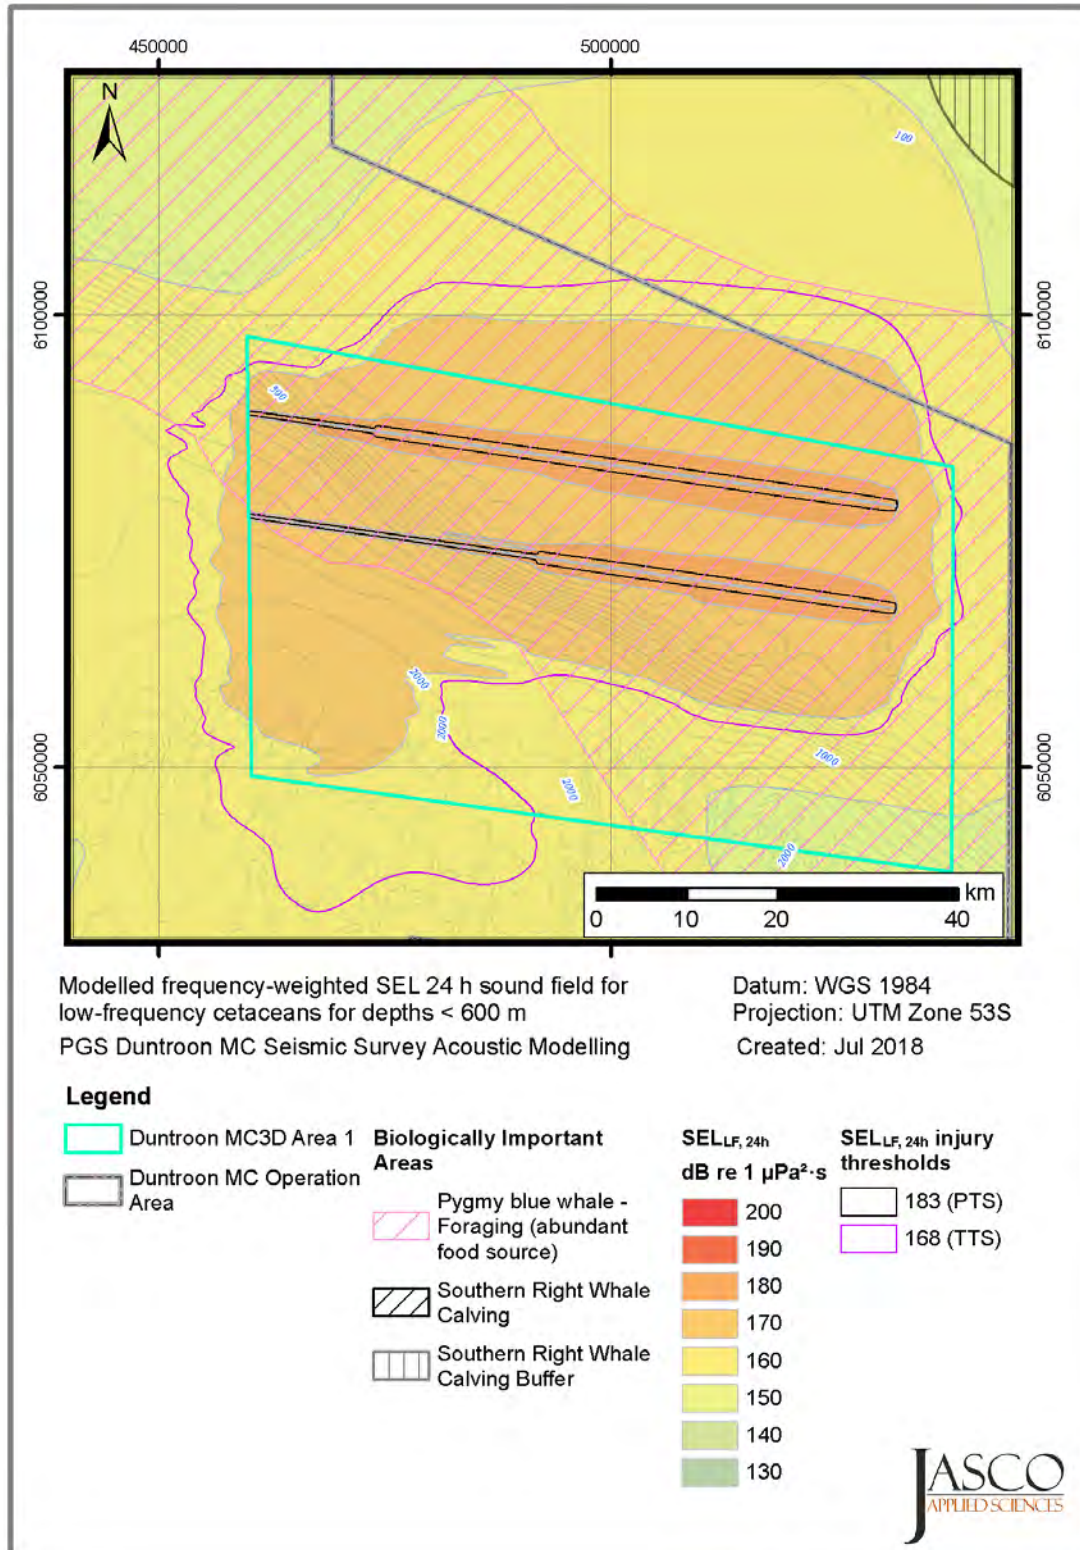 450000
500000
N
100
6100000
6100000
500
2000
2000
2000
1000
2000
6050000
6050000
km
0
10
20
40
Modelled frequency-weighted SEL 24 h sound field for
low-frequency cetaceans for depths < 600 m
PGS Duntroon MC Seismic Survey Acoustic Modelling
Datum: WGS 1984
Projection: UTM Zone 53S
Created: Jul 2018
Legend
Duntroon MC3D Area 1
Duntroon MC Operation
Area
Biologically Important
Areas
Pygmy blue whale -
Foraging (abundant
food source)
Southern Right Whale
Calving
Southern Right Whale
Calving Buffer
SELLF, 24h
dB re 1 µPa²·s
200
190
180
170
160
150
140
130
SELLF, 24h injury
thresholds
183 (PTS)
168 (TTS)
JASCO
APPLIED SCIENCES